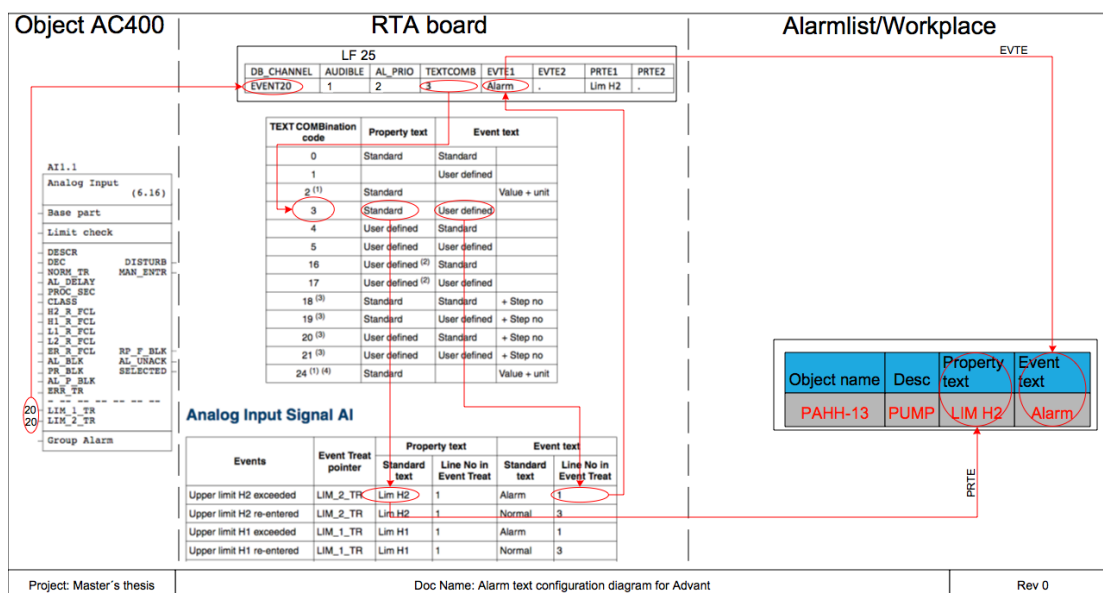 Object AC400
RTA board
Alarmlist/Workplace
EVTE
LF 25
DB_CHANNEL AUDIBLE AL_PRIO TEXTCOMB EVTE1 EVTE2 PRTE1 PRTE2
EVENT20 1 2 3 Alarm . Lim H2 .
TEXT COMBination code Property text Event text
0 Standard Standard
1 User defined
2 (1) Standard Value + unit
3 Standard User defined
4 User defined Standard
5 User defined User defined
16 User defined (2) Standard
17 User defined (2) User defined
18 (3) Standard Standard + Step no
19 (3) Standard User defined + Step no
20 (3) User defined Standard + Step no
21 (3) User defined User defined + Step no
24 (1) (4) Standard Value + unit
AI1.1
Analog Input
(6.16)
Base part
Limit check
DESCR
DEC DISTURB
NORM_TR MAN_ENTR
AL_DELAY
PROC_SEC
CLASS
H2_R_FCL
H1_R_FCL
L1_R_FCL
L2_R_FCL
ER_R_FCL RP_F_BLK
AL_BLK AL_UNACK
PR_BLK SELECTED
AL_P_BLK
ERR_TR
20 LIM_1_TR
20 LIM_2_TR
Group Alarm
Analog Input Signal AI
Property text Event text
Events Event Treat pointer Standard text Line No in Event Treat Standard text Line No in Event Treat
Upper limit H2 exceeded LIM_2_TR Lim H2 1 Alarm 1
Upper limit H2 re-entered LIM_2_TR Lim H2 1 Normal 3
Upper limit H1 exceeded LIM_1_TR Lim H1 1 Alarm 1
Upper limit H1 re-entered LIM_1_TR Lim H1 1 Normal 3
Object name Desc Property text Event text
PAHH-13 PUMP LIM H2 Alarm
PRTE
Project: Master´s thesis
Doc Name: Alarm text configuration diagram for Advant
Rev 0